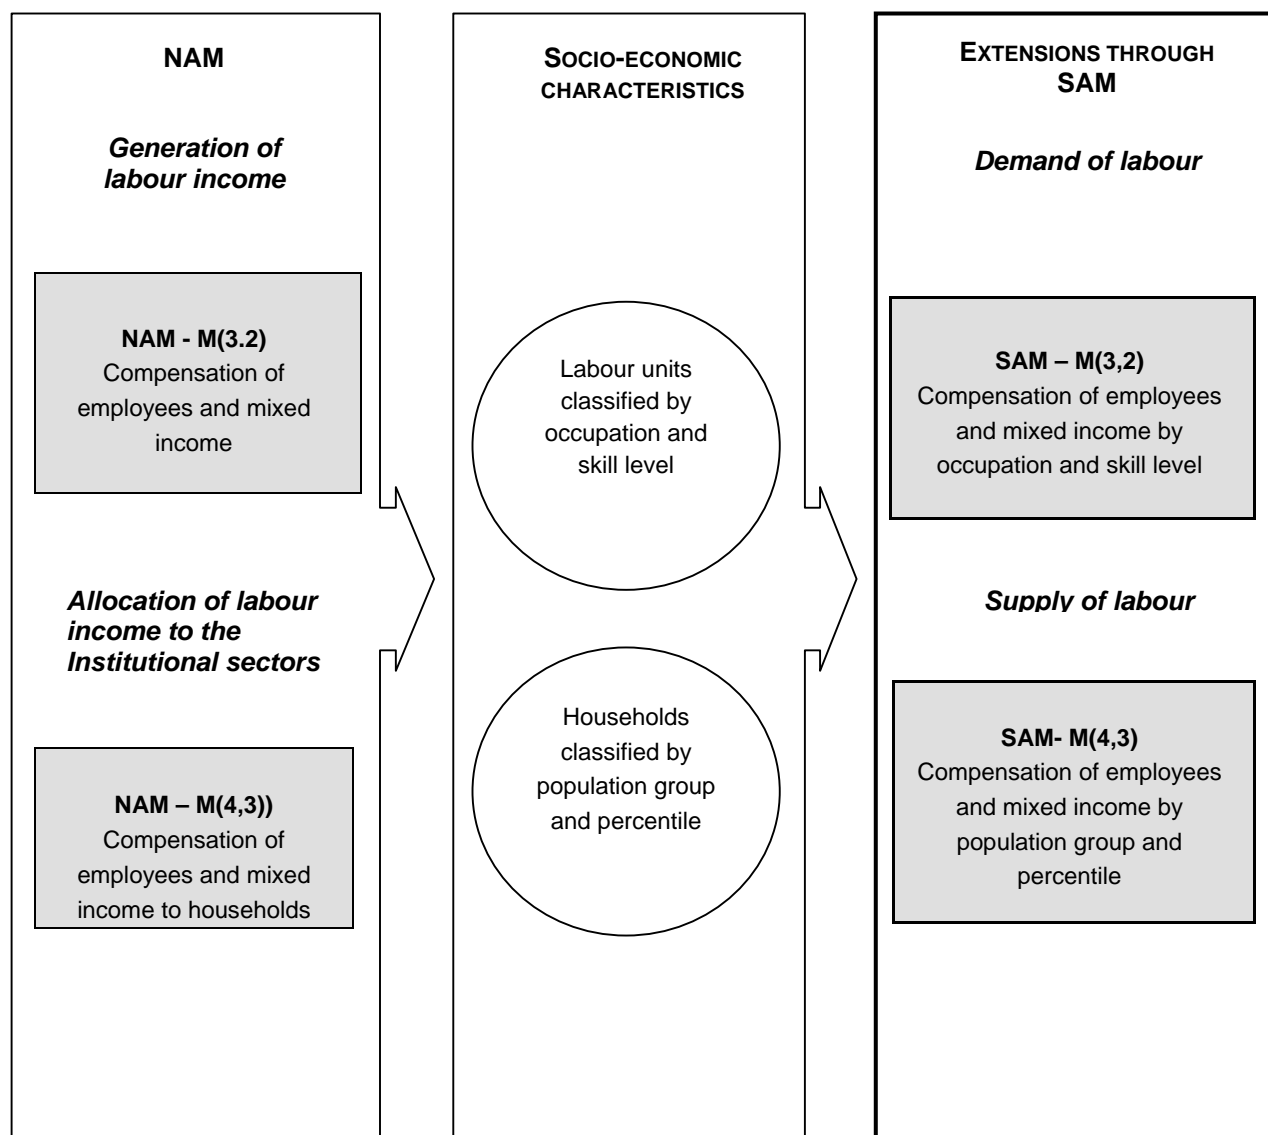 NAM
Generation of
labour income
NAM - M(3.2)
Compensation of
employees and mixed
income
Allocation of labour
income to the
Institutional sectors
NAM – M(4,3))
Compensation of
employees and mixed
income to households
SOCIO-ECONOMIC
CHARACTERISTICS
Labour units
classified by
occupation and
skill level
Households
classified by
population group
and percentile
EXTENSIONS THROUGH
SAM
Demand of labour
SAM – M(3,2)
Compensation of employees
and mixed income by
occupation and skill level
Supply of labour
SAM- M(4,3)
Compensation of employees
and mixed income by
population group and
percentile